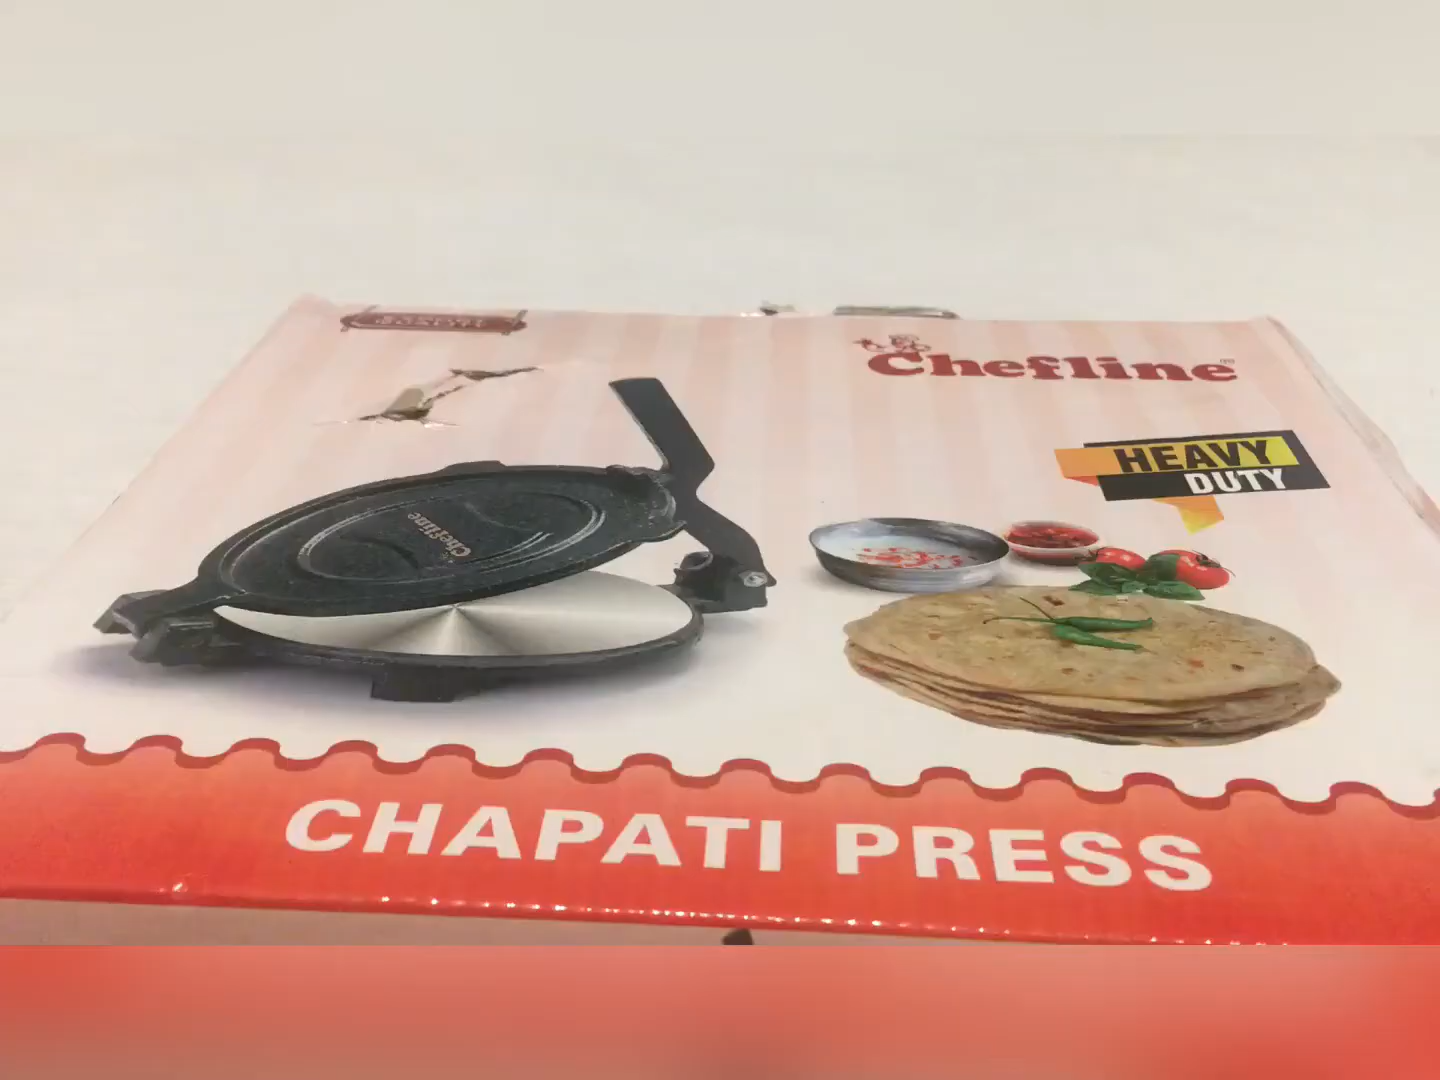 Chefline
HEAVY
DUTY
Chefline
CHAPATI PRESS